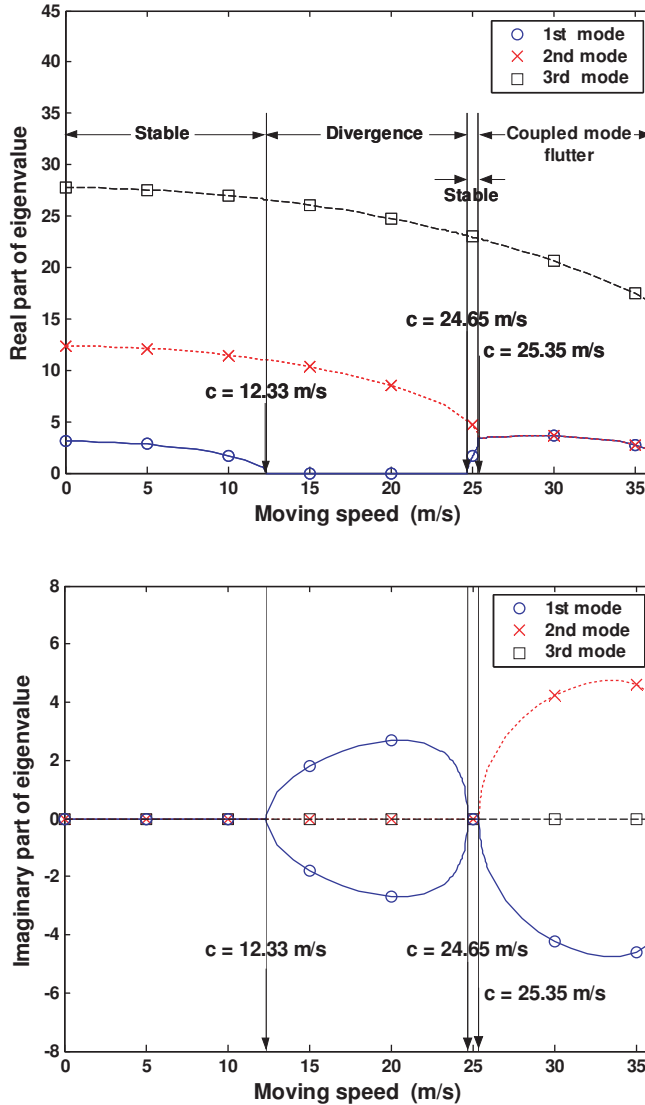 45
40
35
30
25
20
15
10
5
0
Real part of eigenvalue
1st mode
2nd mode
3rd mode
Stable
Divergence
Coupled mode
flutter
Stable
c = 24.65 m/s
c = 25.35 m/s
c = 12.33 m/s
0 5 10 15 20 25 30 35
Moving speed (m/s)
8
6
4
2
0
-2
-4
-6
-8
Imaginary part of eigenvalue
1st mode
2nd mode
3rd mode
c = 12.33 m/s
c = 24.65 m/s
c = 25.35 m/s
0 5 10 15 20 25 30 35
Moving speed (m/s)